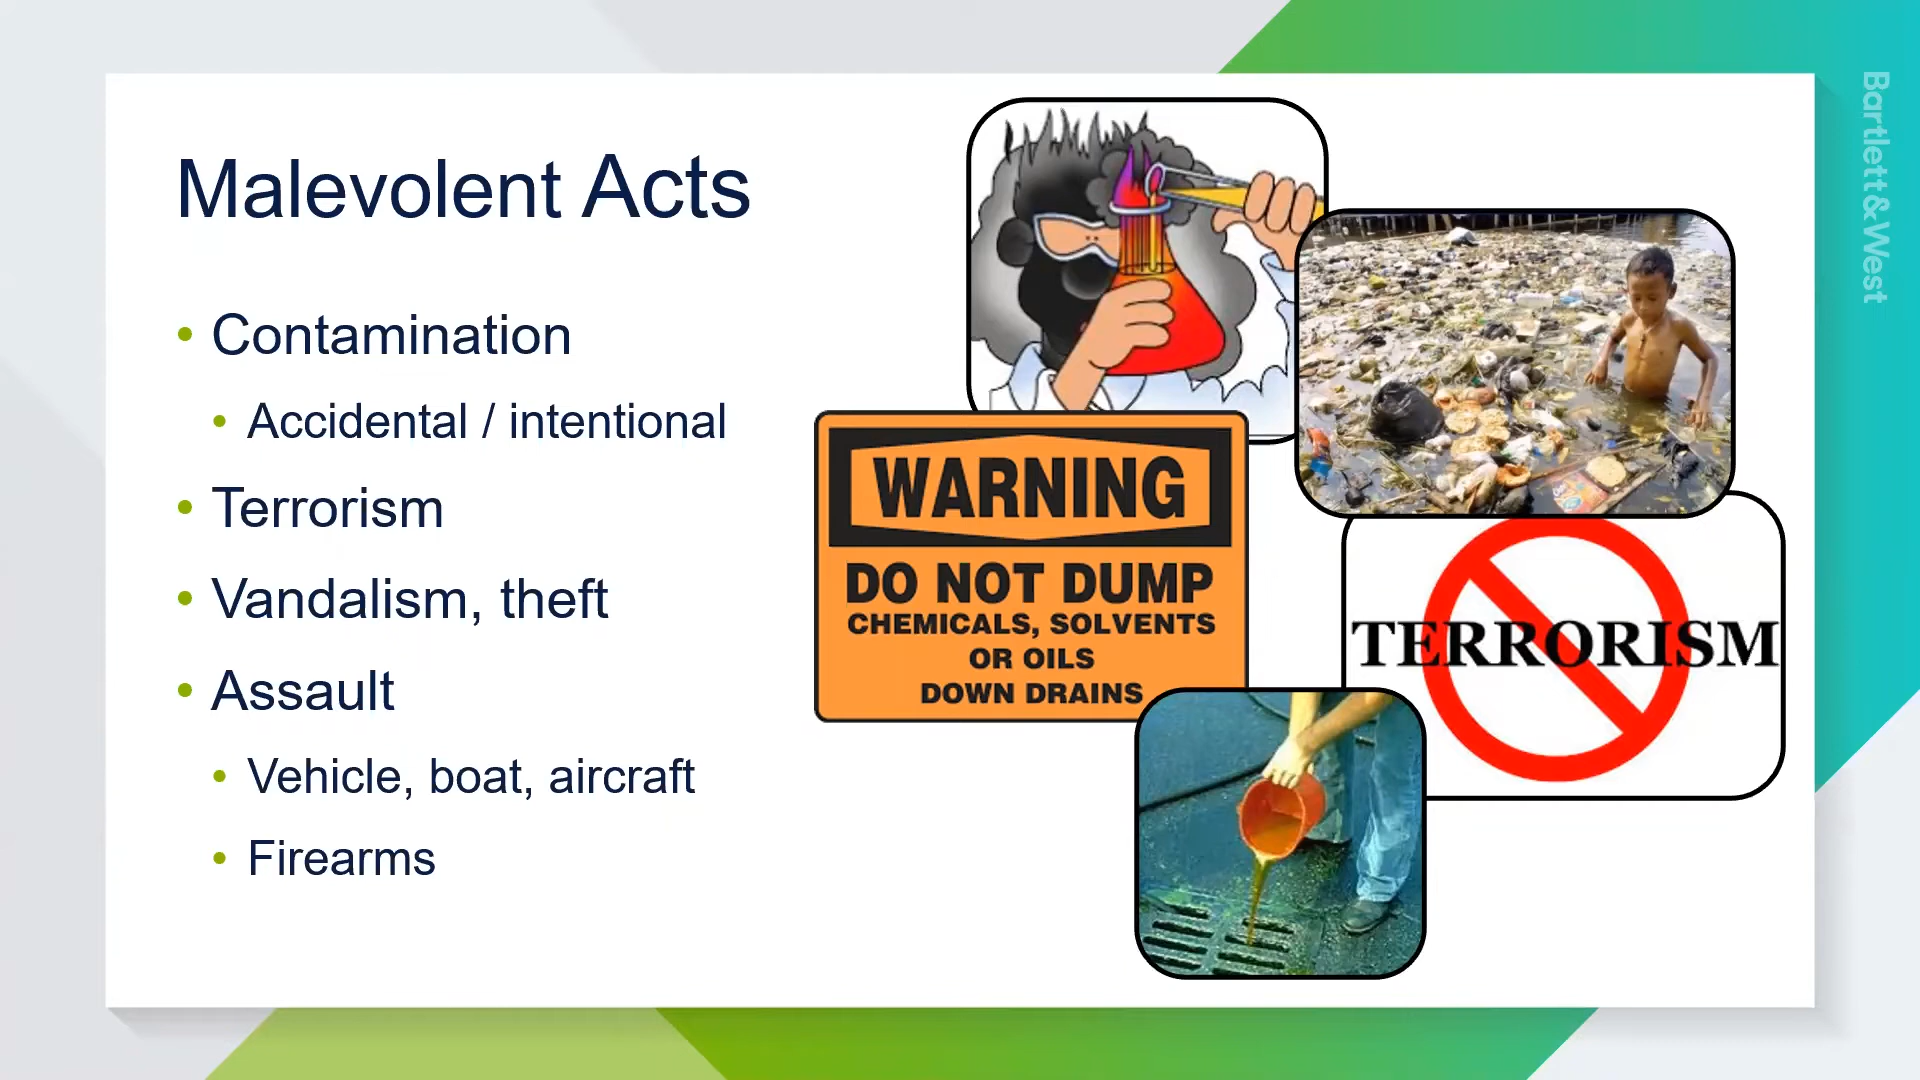 Malevolent Acts
• Contamination
• Accidental / intentional
• Terrorism
• Vandalism, theft
• Assault
• Vehicle, boat, aircraft
• Firearms
WARNING
DO NOT DUMP
CHEMICALS, SOLVENTS
OR OILS
DOWN DRAINS
TERRORISM
Bartlett&West